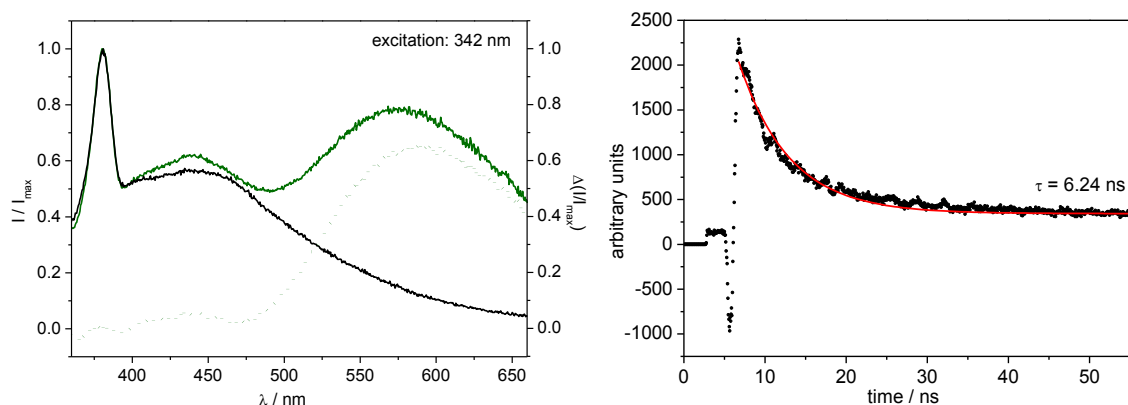 excitation: 342 nm
1.0
0.8
0.6
0.4
0.2
0.0
I / I_max
1.0
0.8
0.6
0.4
0.2
0.0
Δ(I/I_max)
400 450 500 550 600 650
λ / nm
2500
2000
1500
1000
500
0
-500
-1000
arbitrary units
τ = 6.24 ns
0 10 20 30 40 50
time / ns